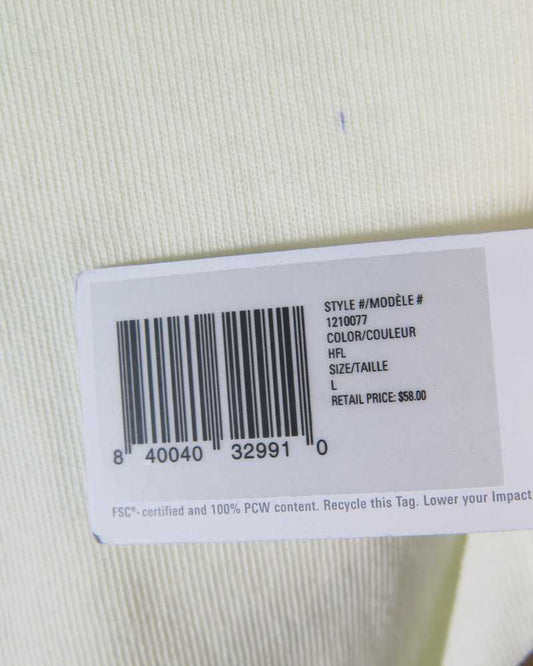 STYLE #/MODÈLE #
1210077
COLOR/COULEUR
HFL
SIZE/TAILLE
L
RETAIL PRICE: $58.00
8 40040 32991 0
FSC®-certified and 100% PCW content. Recycle this Tag. Lower your Impact